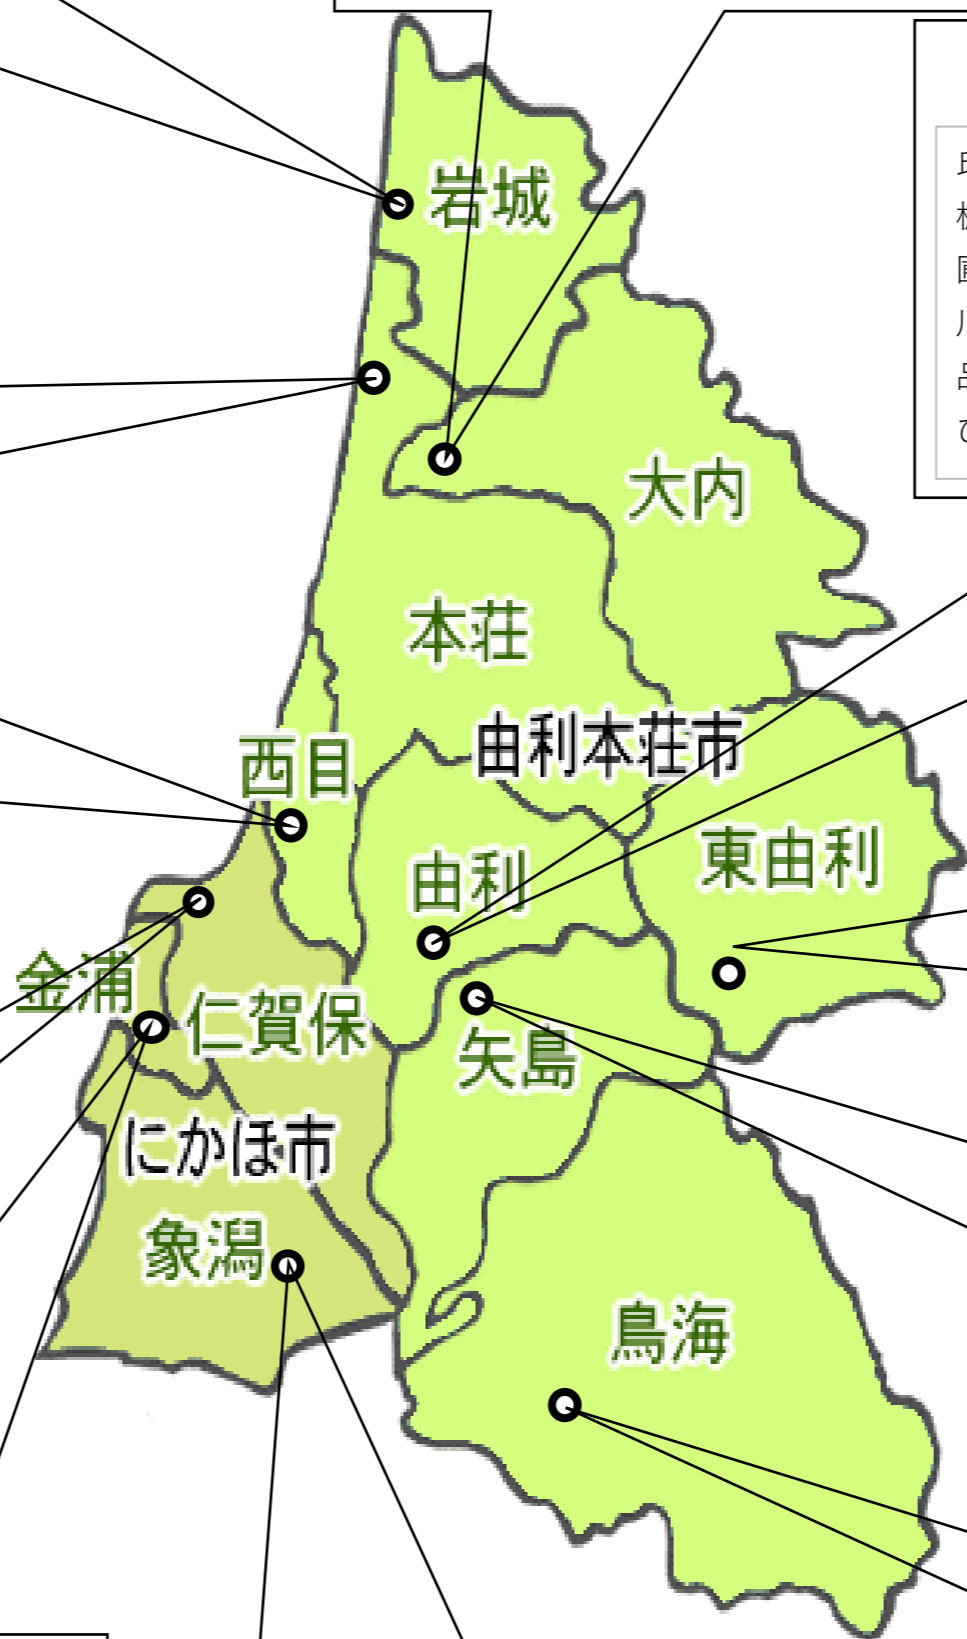 岩城
大内
本荘
由利本荘市
西目
東由利
由利
金浦
仁賀保
矢島
にかほ市
象潟
鳥海